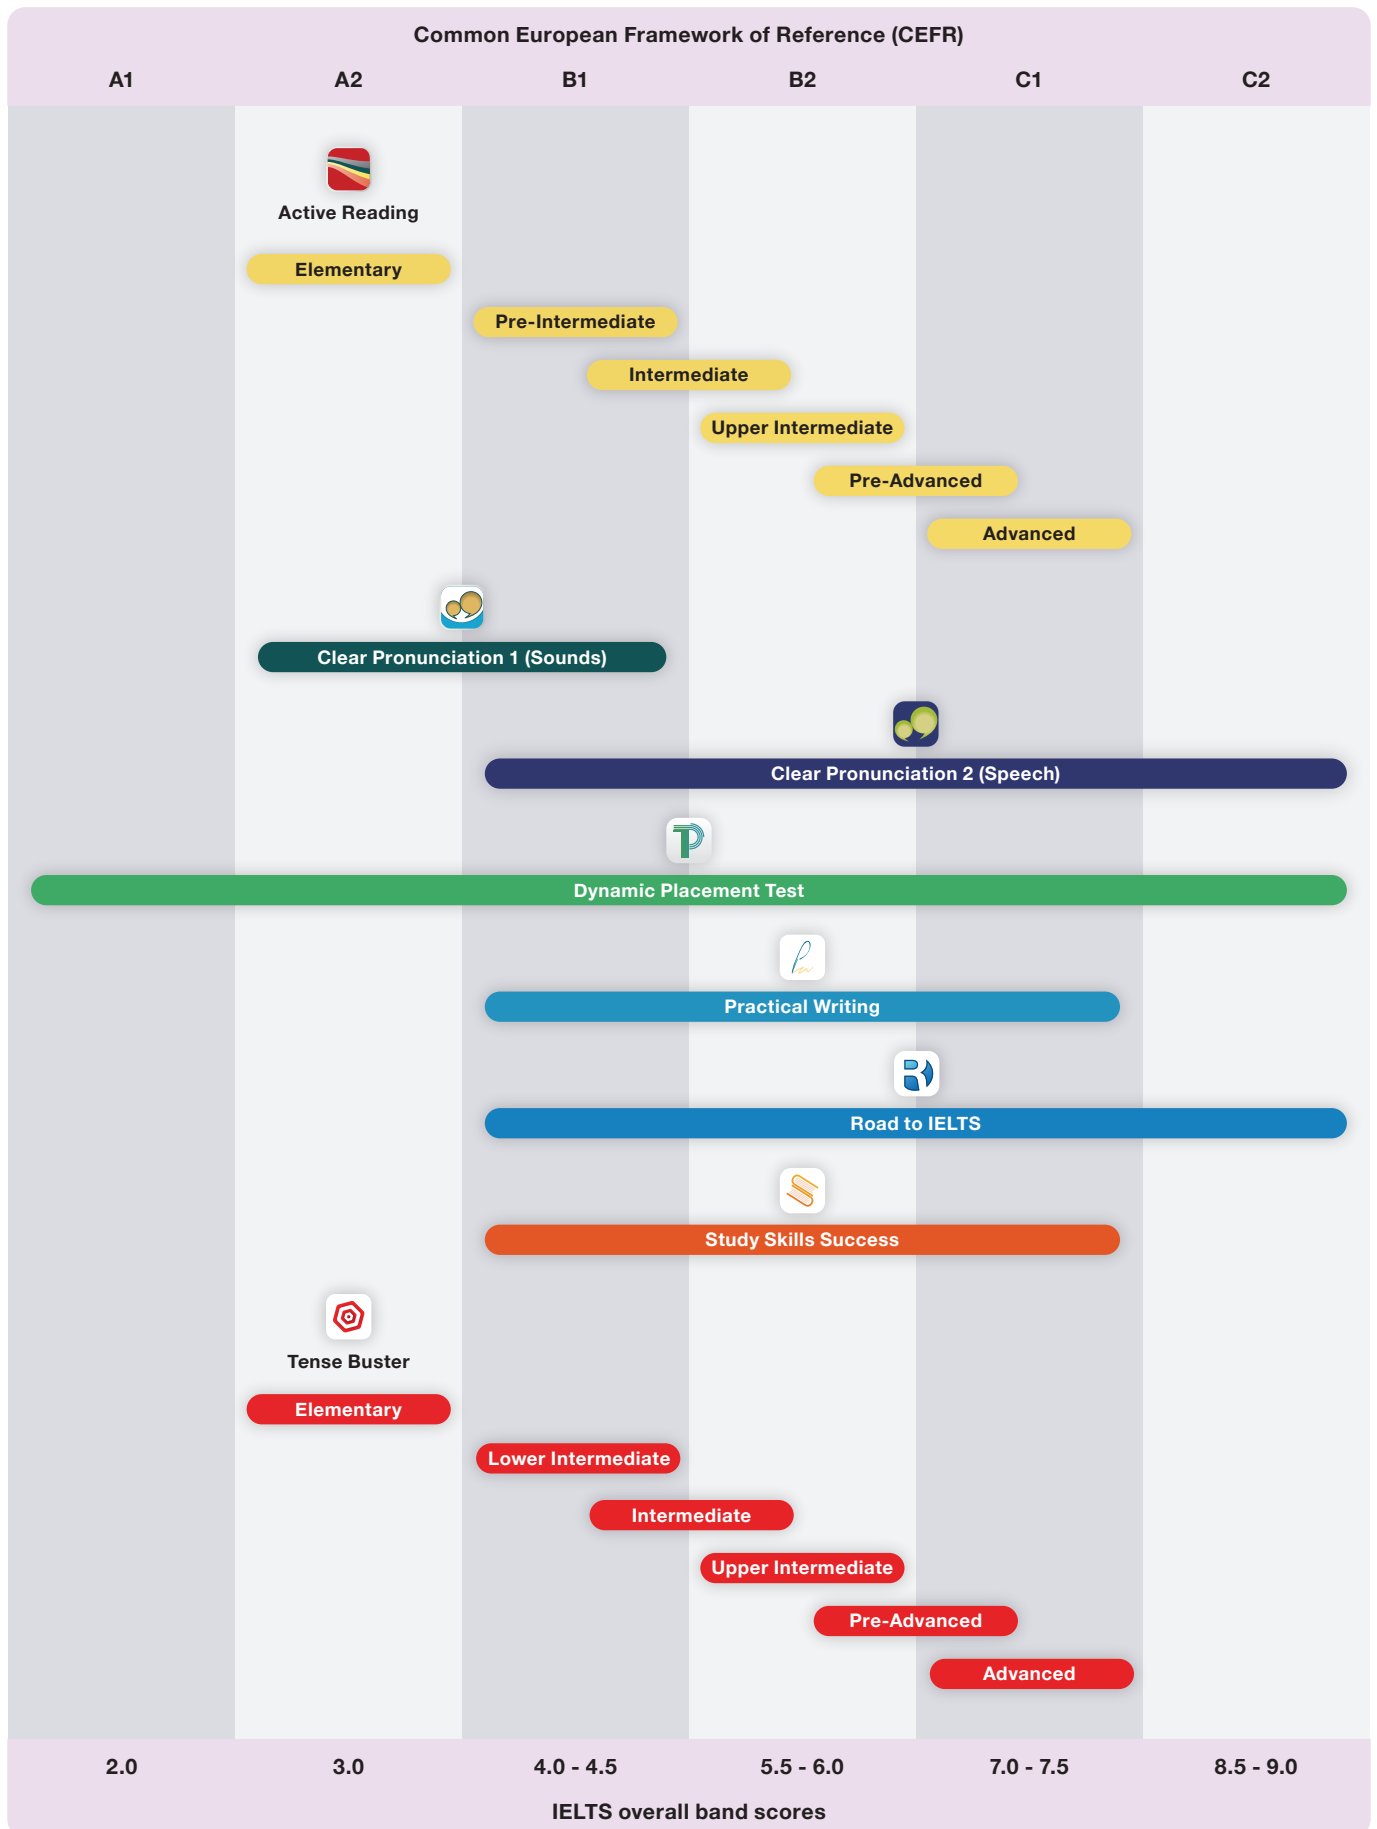 Common European Framework of Reference (CEFR)
A1 A2 B1 B2 C1 C2
Active Reading
Elementary
Pre-Intermediate
Intermediate
Upper Intermediate
Pre-Advanced
Advanced
Clear Pronunciation 1 (Sounds)
Clear Pronunciation 2 (Speech)
Dynamic Placement Test
Practical Writing
Road to IELTS
Study Skills Success
Tense Buster
Elementary
Lower Intermediate
Intermediate
Upper Intermediate
Pre-Advanced
Advanced
2.0 3.0 4.0 - 4.5 5.5 - 6.0 7.0 - 7.5 8.5 - 9.0
IELTS overall band scores